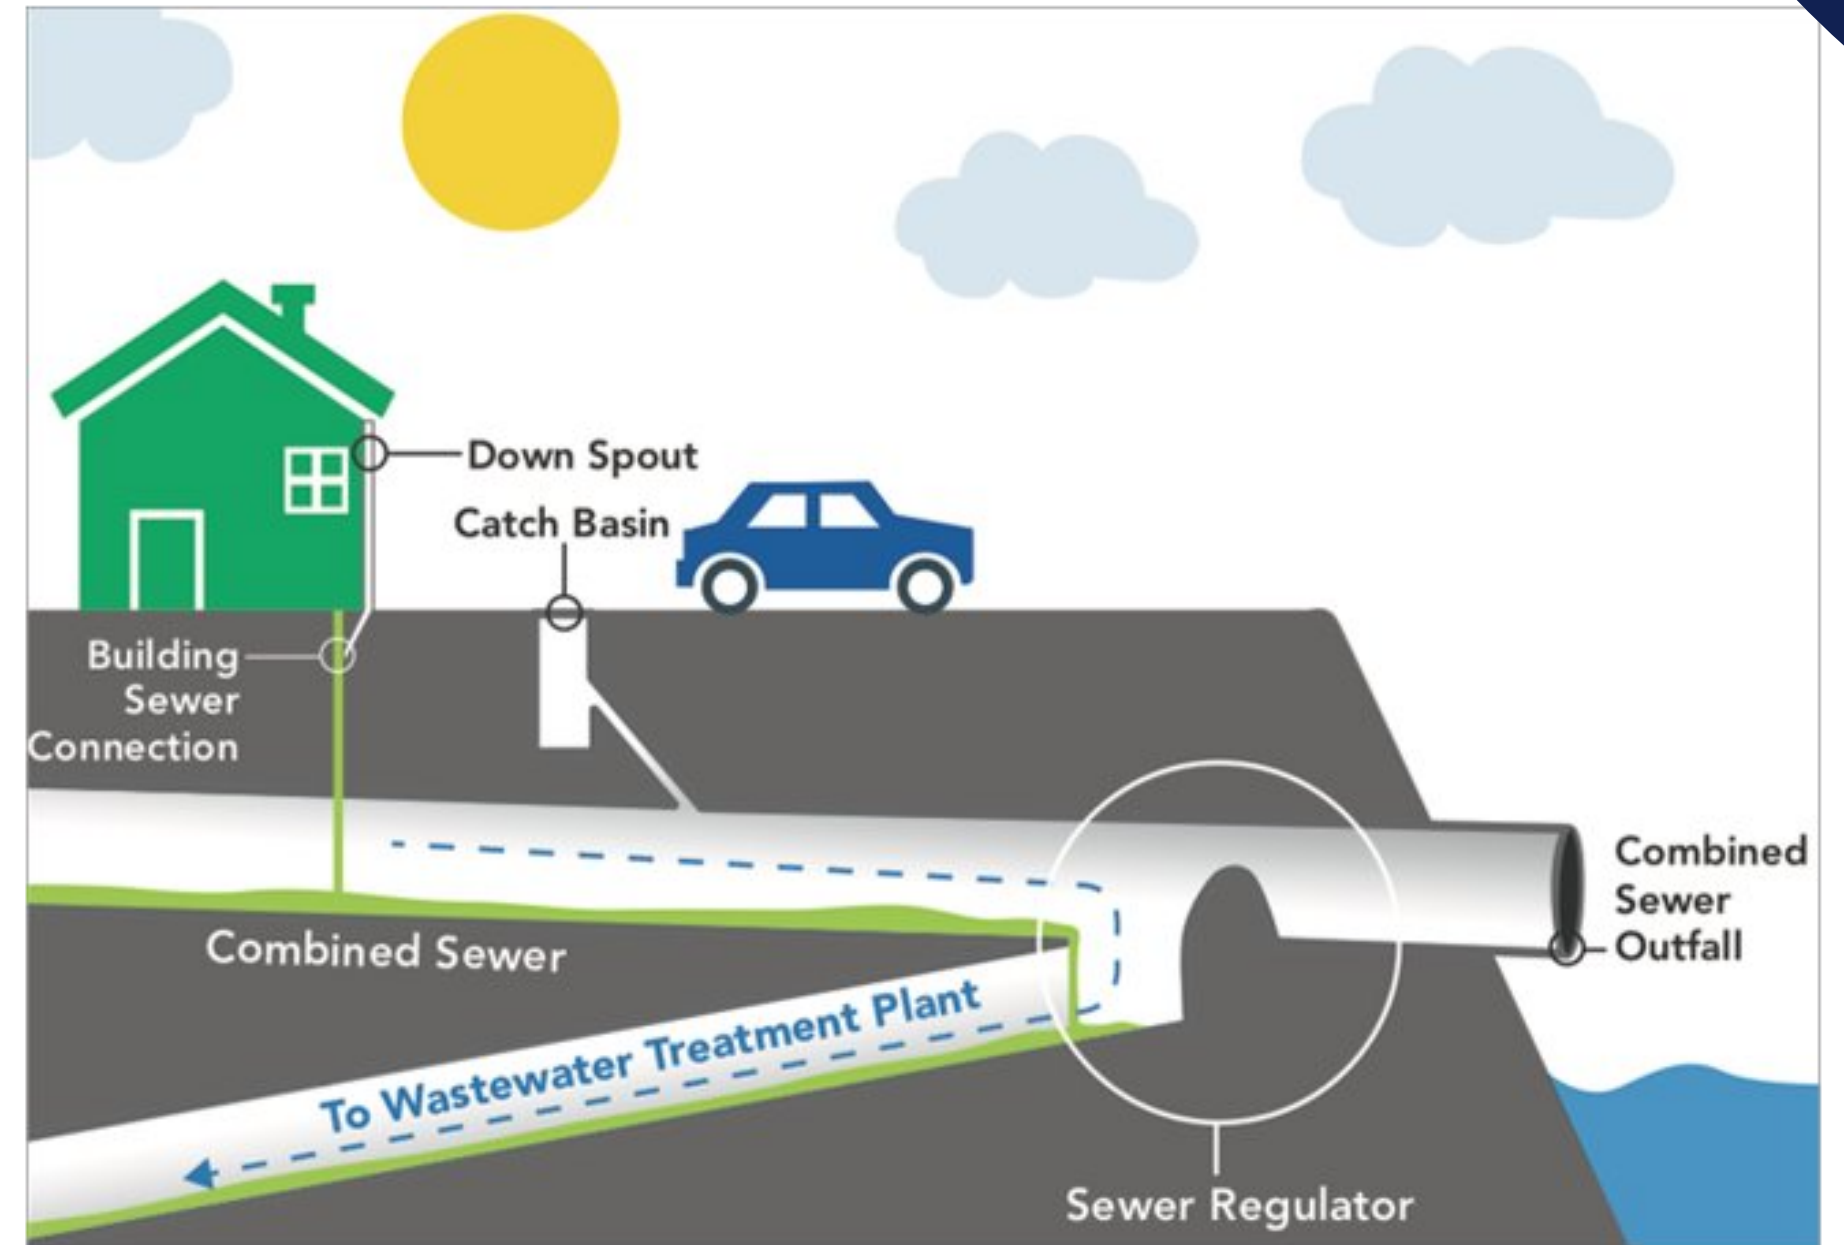 Down Spout
Catch Basin
Building
Sewer
Connection
Combined
Sewer
Outfall
Combined Sewer
To Wastewater Treatment Plant
Sewer Regulator